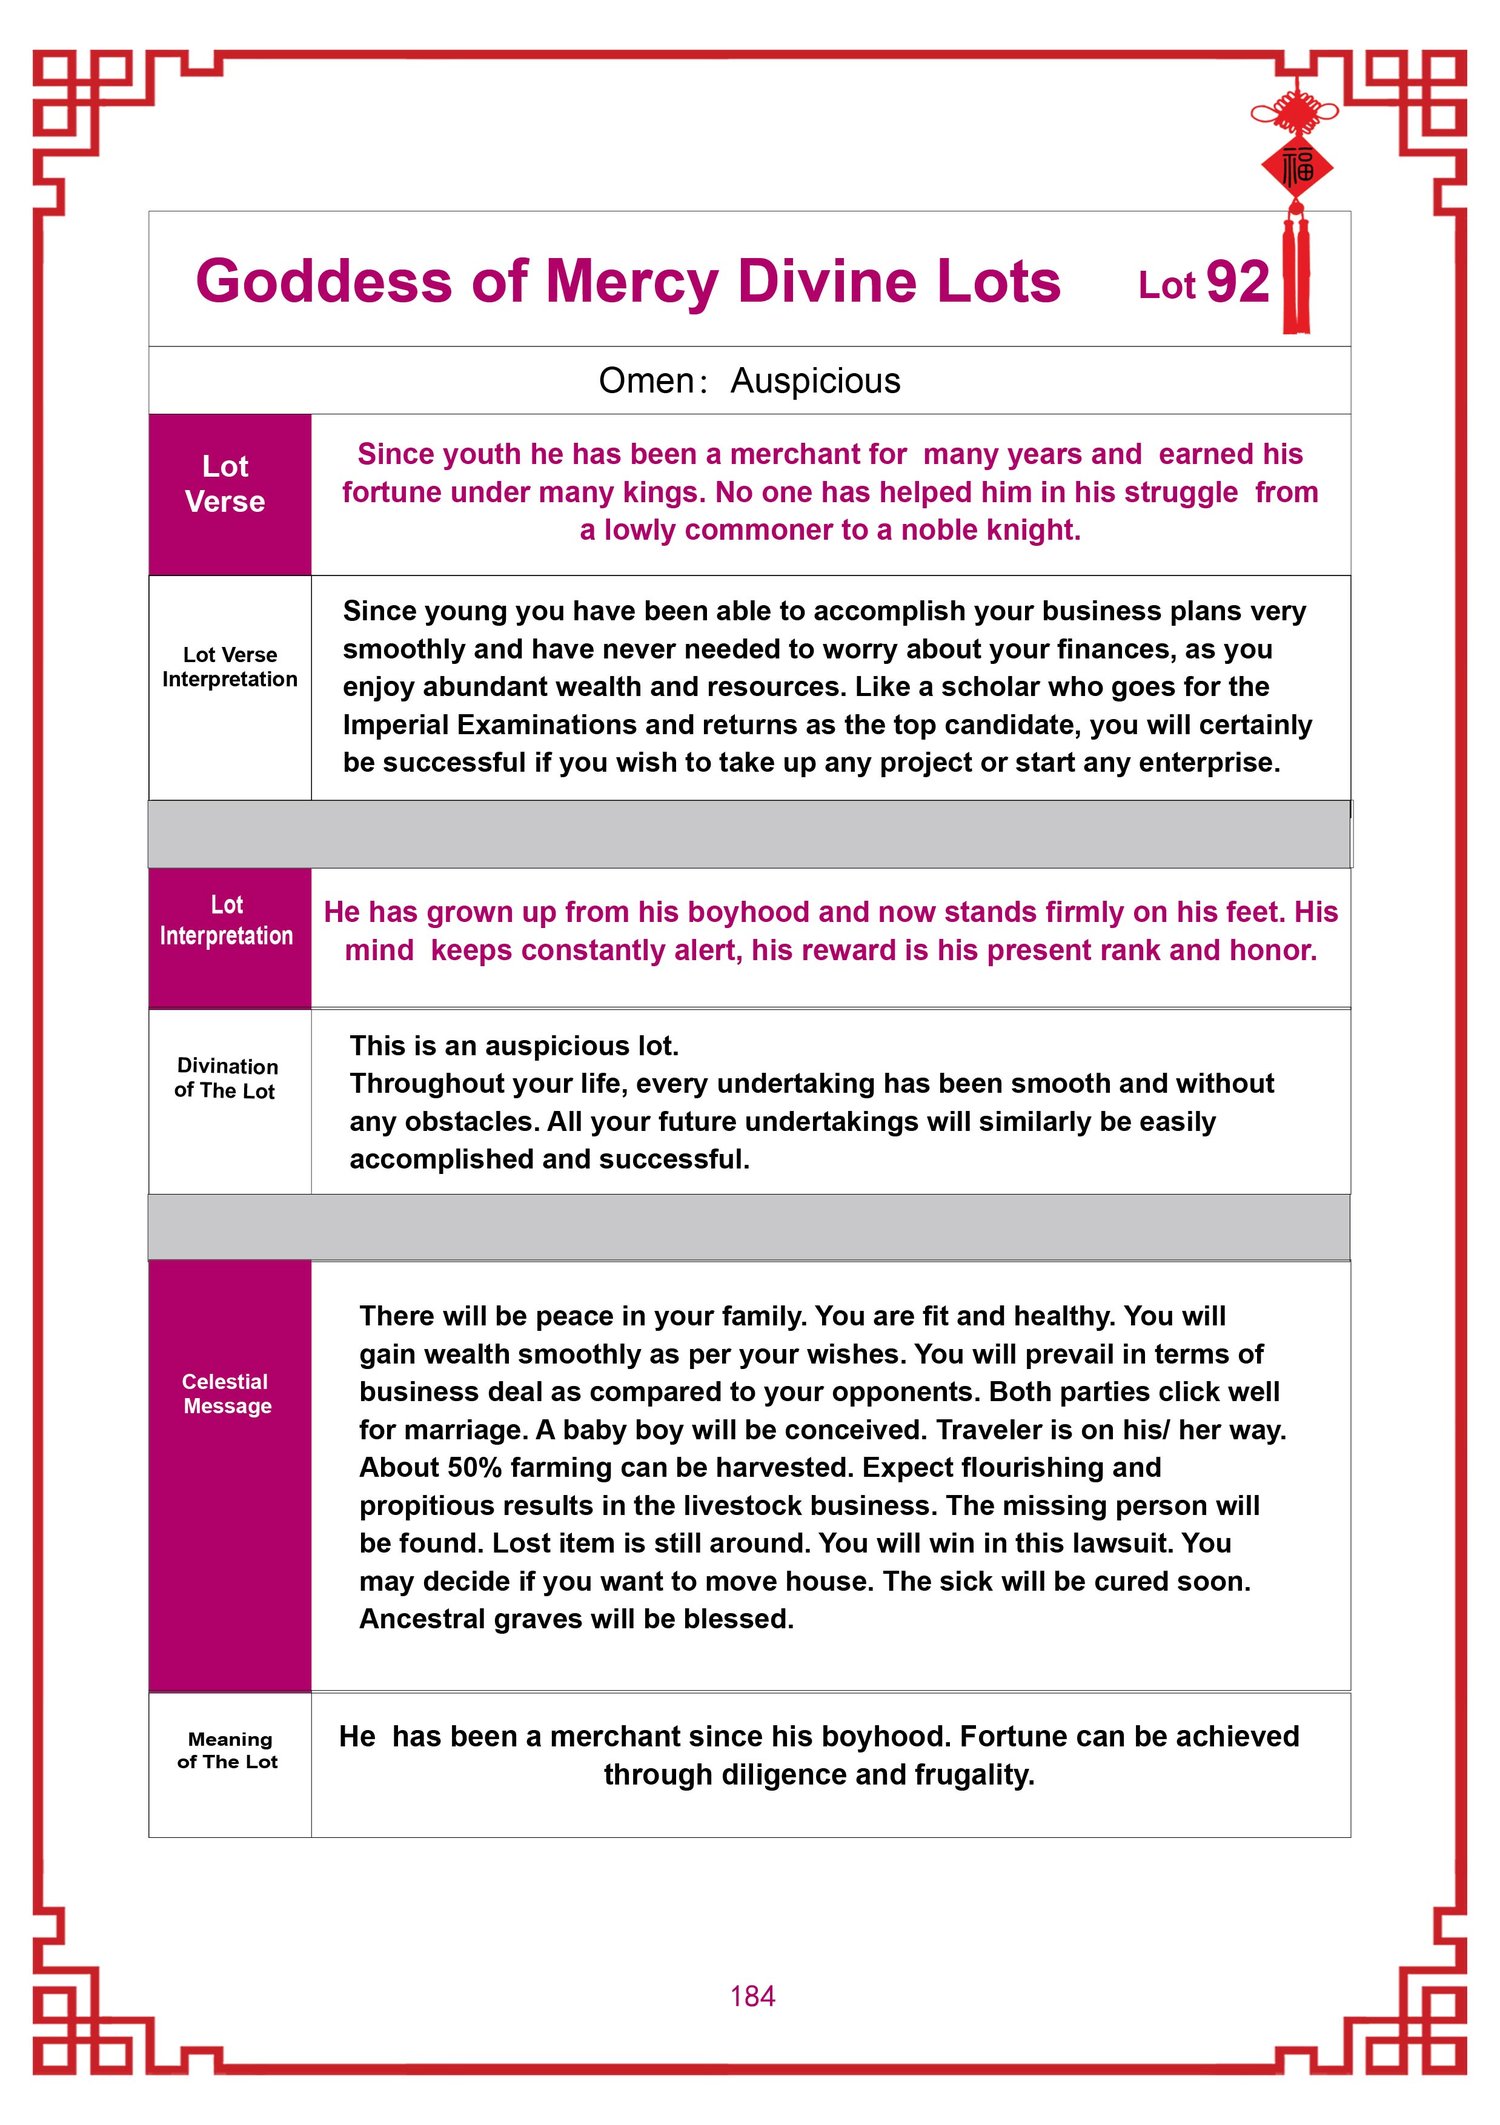 福
Goddess of Mercy Divine Lots Lot 92
Omen： Auspicious
Lot
Verse
Since youth he has been a merchant for many years and earned his
fortune under many kings. No one has helped him in his struggle from
a lowly commoner to a noble knight.
Lot Verse
Interpretation
Since young you have been able to accomplish your business plans very
smoothly and have never needed to worry about your finances, as you
enjoy abundant wealth and resources. Like a scholar who goes for the
Imperial Examinations and returns as the top candidate, you will certainly
be successful if you wish to take up any project or start any enterprise.
Lot
Interpretation
He has grown up from his boyhood and now stands firmly on his feet. His
mind keeps constantly alert, his reward is his present rank and honor.
Divination
of The Lot
This is an auspicious lot.
Throughout your life, every undertaking has been smooth and without
any obstacles. All your future undertakings will similarly be easily
accomplished and successful.
Celestial
Message
There will be peace in your family. You are fit and healthy. You will
gain wealth smoothly as per your wishes. You will prevail in terms of
business deal as compared to your opponents. Both parties click well
for marriage. A baby boy will be conceived. Traveler is on his/ her way.
About 50% farming can be harvested. Expect flourishing and
propitious results in the livestock business. The missing person will
be found. Lost item is still around. You will win in this lawsuit. You
may decide if you want to move house. The sick will be cured soon.
Ancestral graves will be blessed.
Meaning
of The Lot
He has been a merchant since his boyhood. Fortune can be achieved
through diligence and frugality.
184